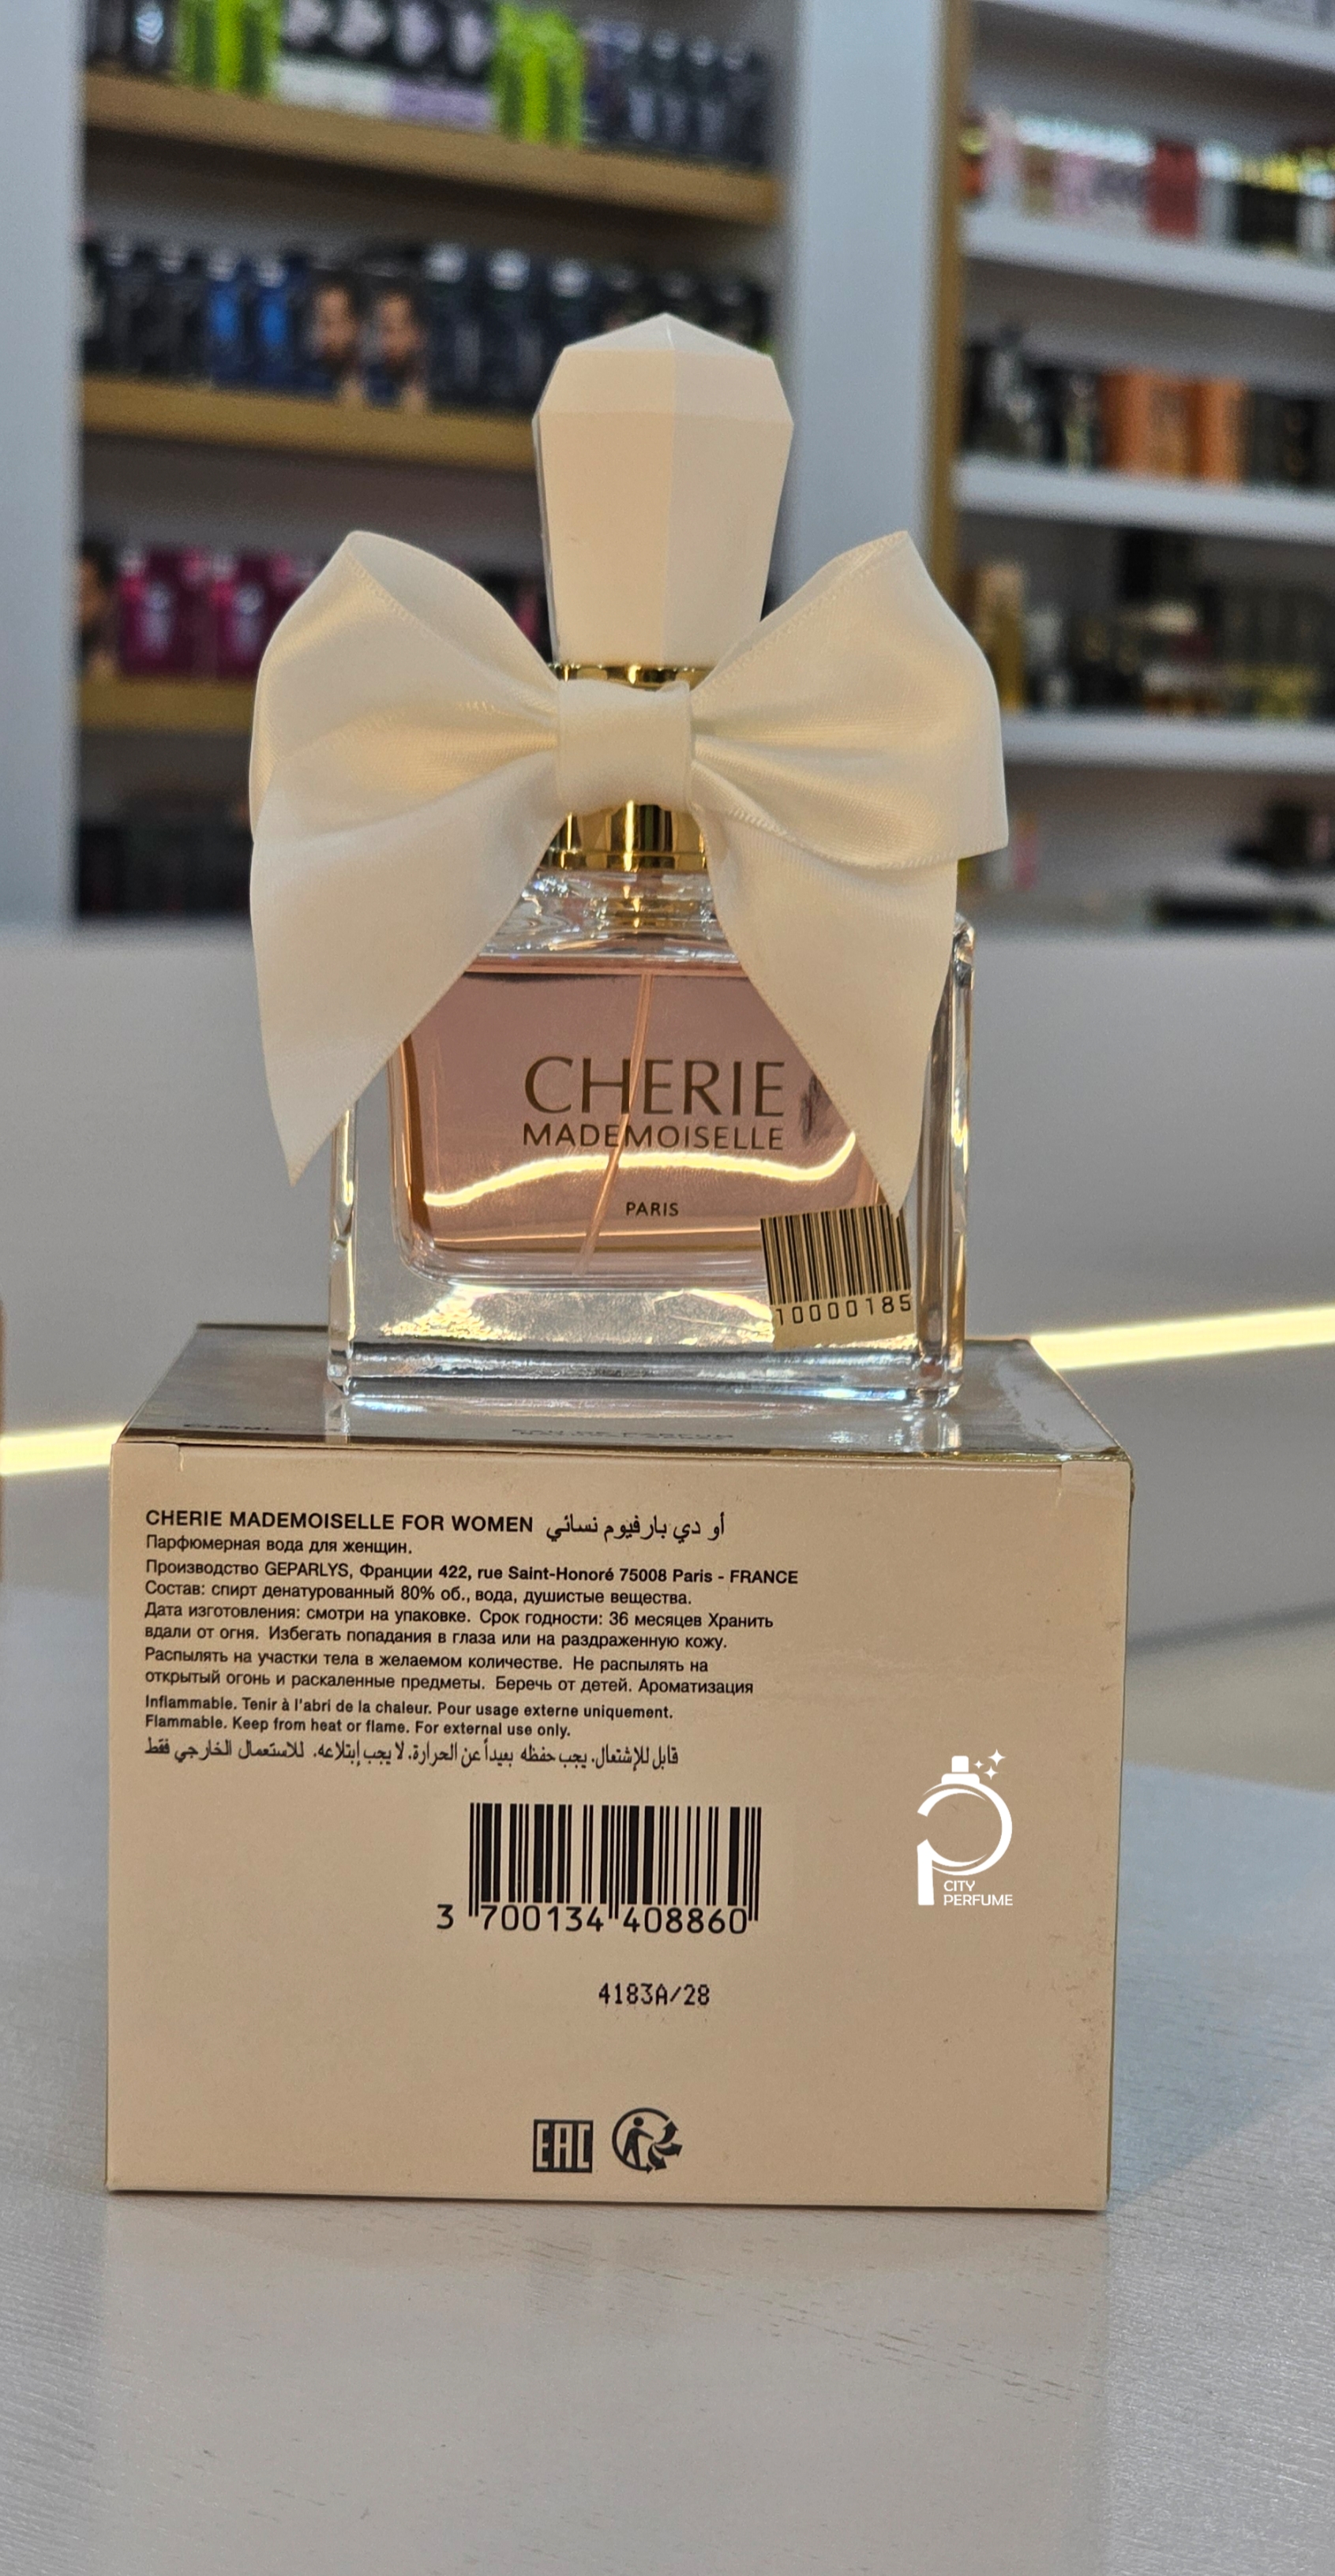 CHERIE
MADEMOISELLE
PARIS
10000185
CHERIE MADEMOISELLE FOR WOMEN أو دي بارفيوم نسائي
Парфюмерная вода для женщин.
Производство GEPARLYS, Франции 422, rue Saint-Honoré 75008 Paris - FRANCE
Состав: спирт денатурованный 80% об., вода, душистые вещества.
Дата изготовления: смотри на упаковке. Срок годности: 36 месяцев Хранить
вдали от огня. Избегать попадания в глаза или на раздраженную кожу.
Распылять на участки тела в желаемом количестве. Не распылять на
открытый огонь и раскаленные предметы. Беречь от детей. Ароматизация
Inflammable. Tenir à l'abri de la chaleur. Pour usage externe uniquement.
Flammable. Keep from heat or flame. For external use only.
قابل للإشتعال. يجب حفظه بعيداً عن الحرارة. لا يجب إبتلاعه. للاستعمال الخارجي فقط
CITY
PERFUME
3 700134 408860
4183A/28
EAC